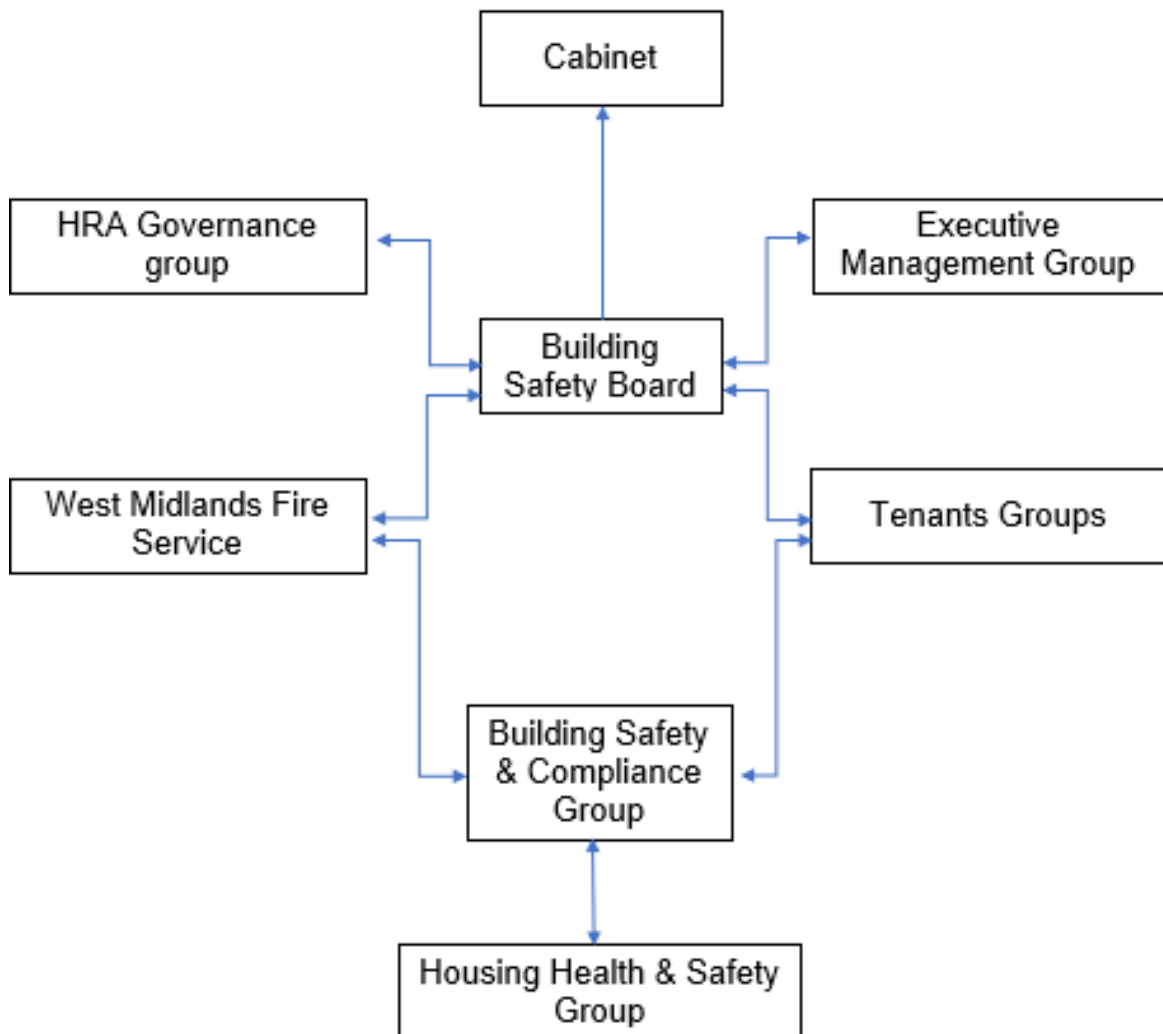 Cabinet
HRA Governance
group
Executive
Management Group
Building
Safety Board
West Midlands Fire
Service
Tenants Groups
Building Safety
& Compliance
Group
Housing Health & Safety
Group